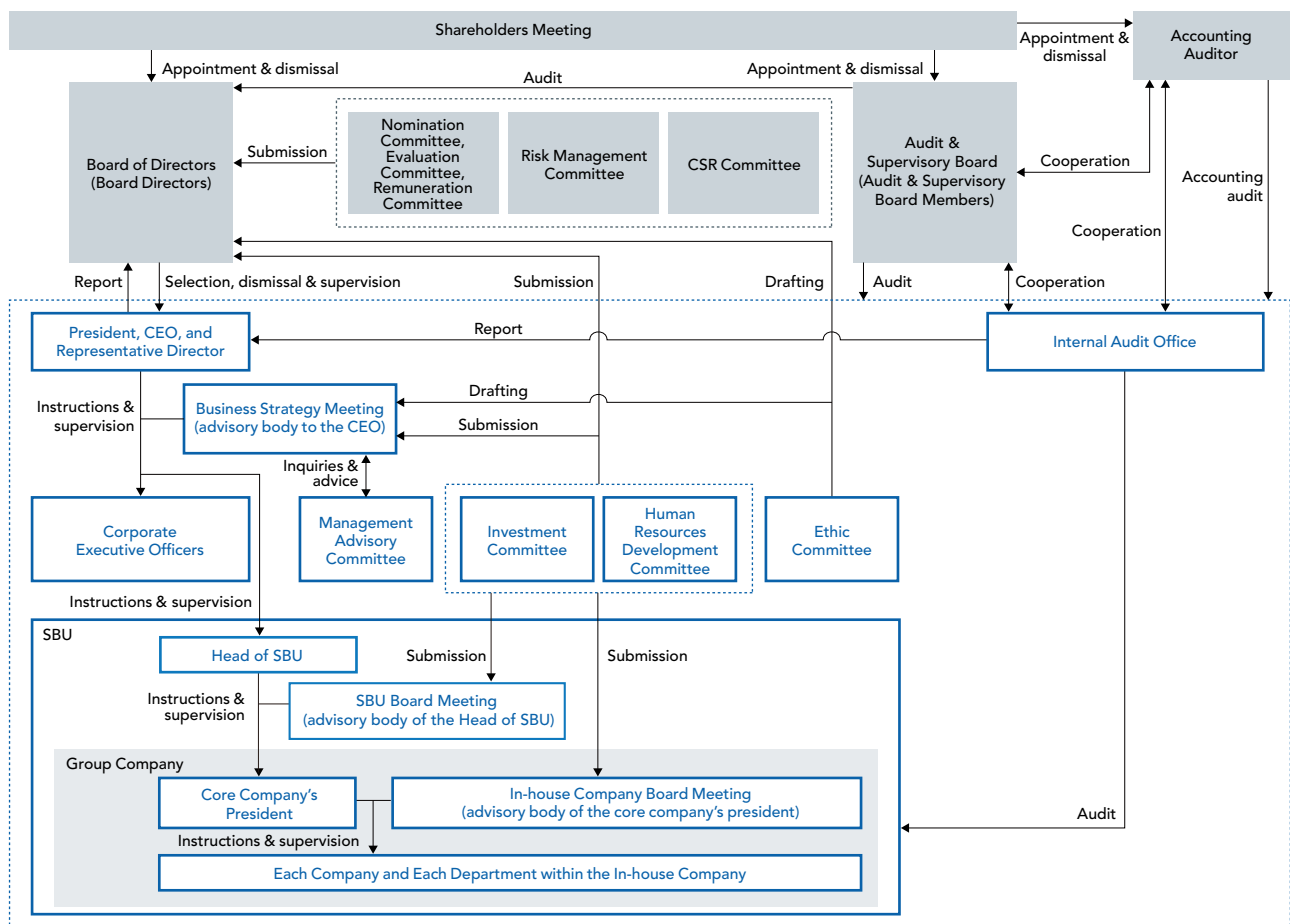 Shareholders Meeting
Appointment &
dismissal
Accounting
Auditor
Appointment & dismissal
Audit
Appointment & dismissal
Board of Directors
(Board Directors)
Submission
Nomination
Committee,
Evaluation
Committee,
Remuneration
Committee
Risk Management
Committee
CSR Committee
Audit &
Supervisory Board
(Audit & Supervisory
Board Members)
Cooperation
Accounting
audit
Cooperation
Report
Selection, dismissal & supervision
Submission
Drafting
Audit
Cooperation
President, CEO, and
Representative Director
Report
Internal Audit Office
Instructions &
supervision
Business Strategy Meeting
(advisory body to the CEO)
Drafting
Submission
Inquiries &
advice
Corporate
Executive Officers
Management
Advisory
Committee
Investment
Committee
Human
Resources
Development
Committee
Ethic
Committee
Instructions & supervision
SBU
Head of SBU
Submission
Submission
Instructions &
supervision
SBU Board Meeting
(advisory body of the Head of SBU)
Group Company
Core Company’s
President
In-house Company Board Meeting
(advisory body of the core company’s president)
Audit
Instructions & supervision
Each Company and Each Department within the In-house Company